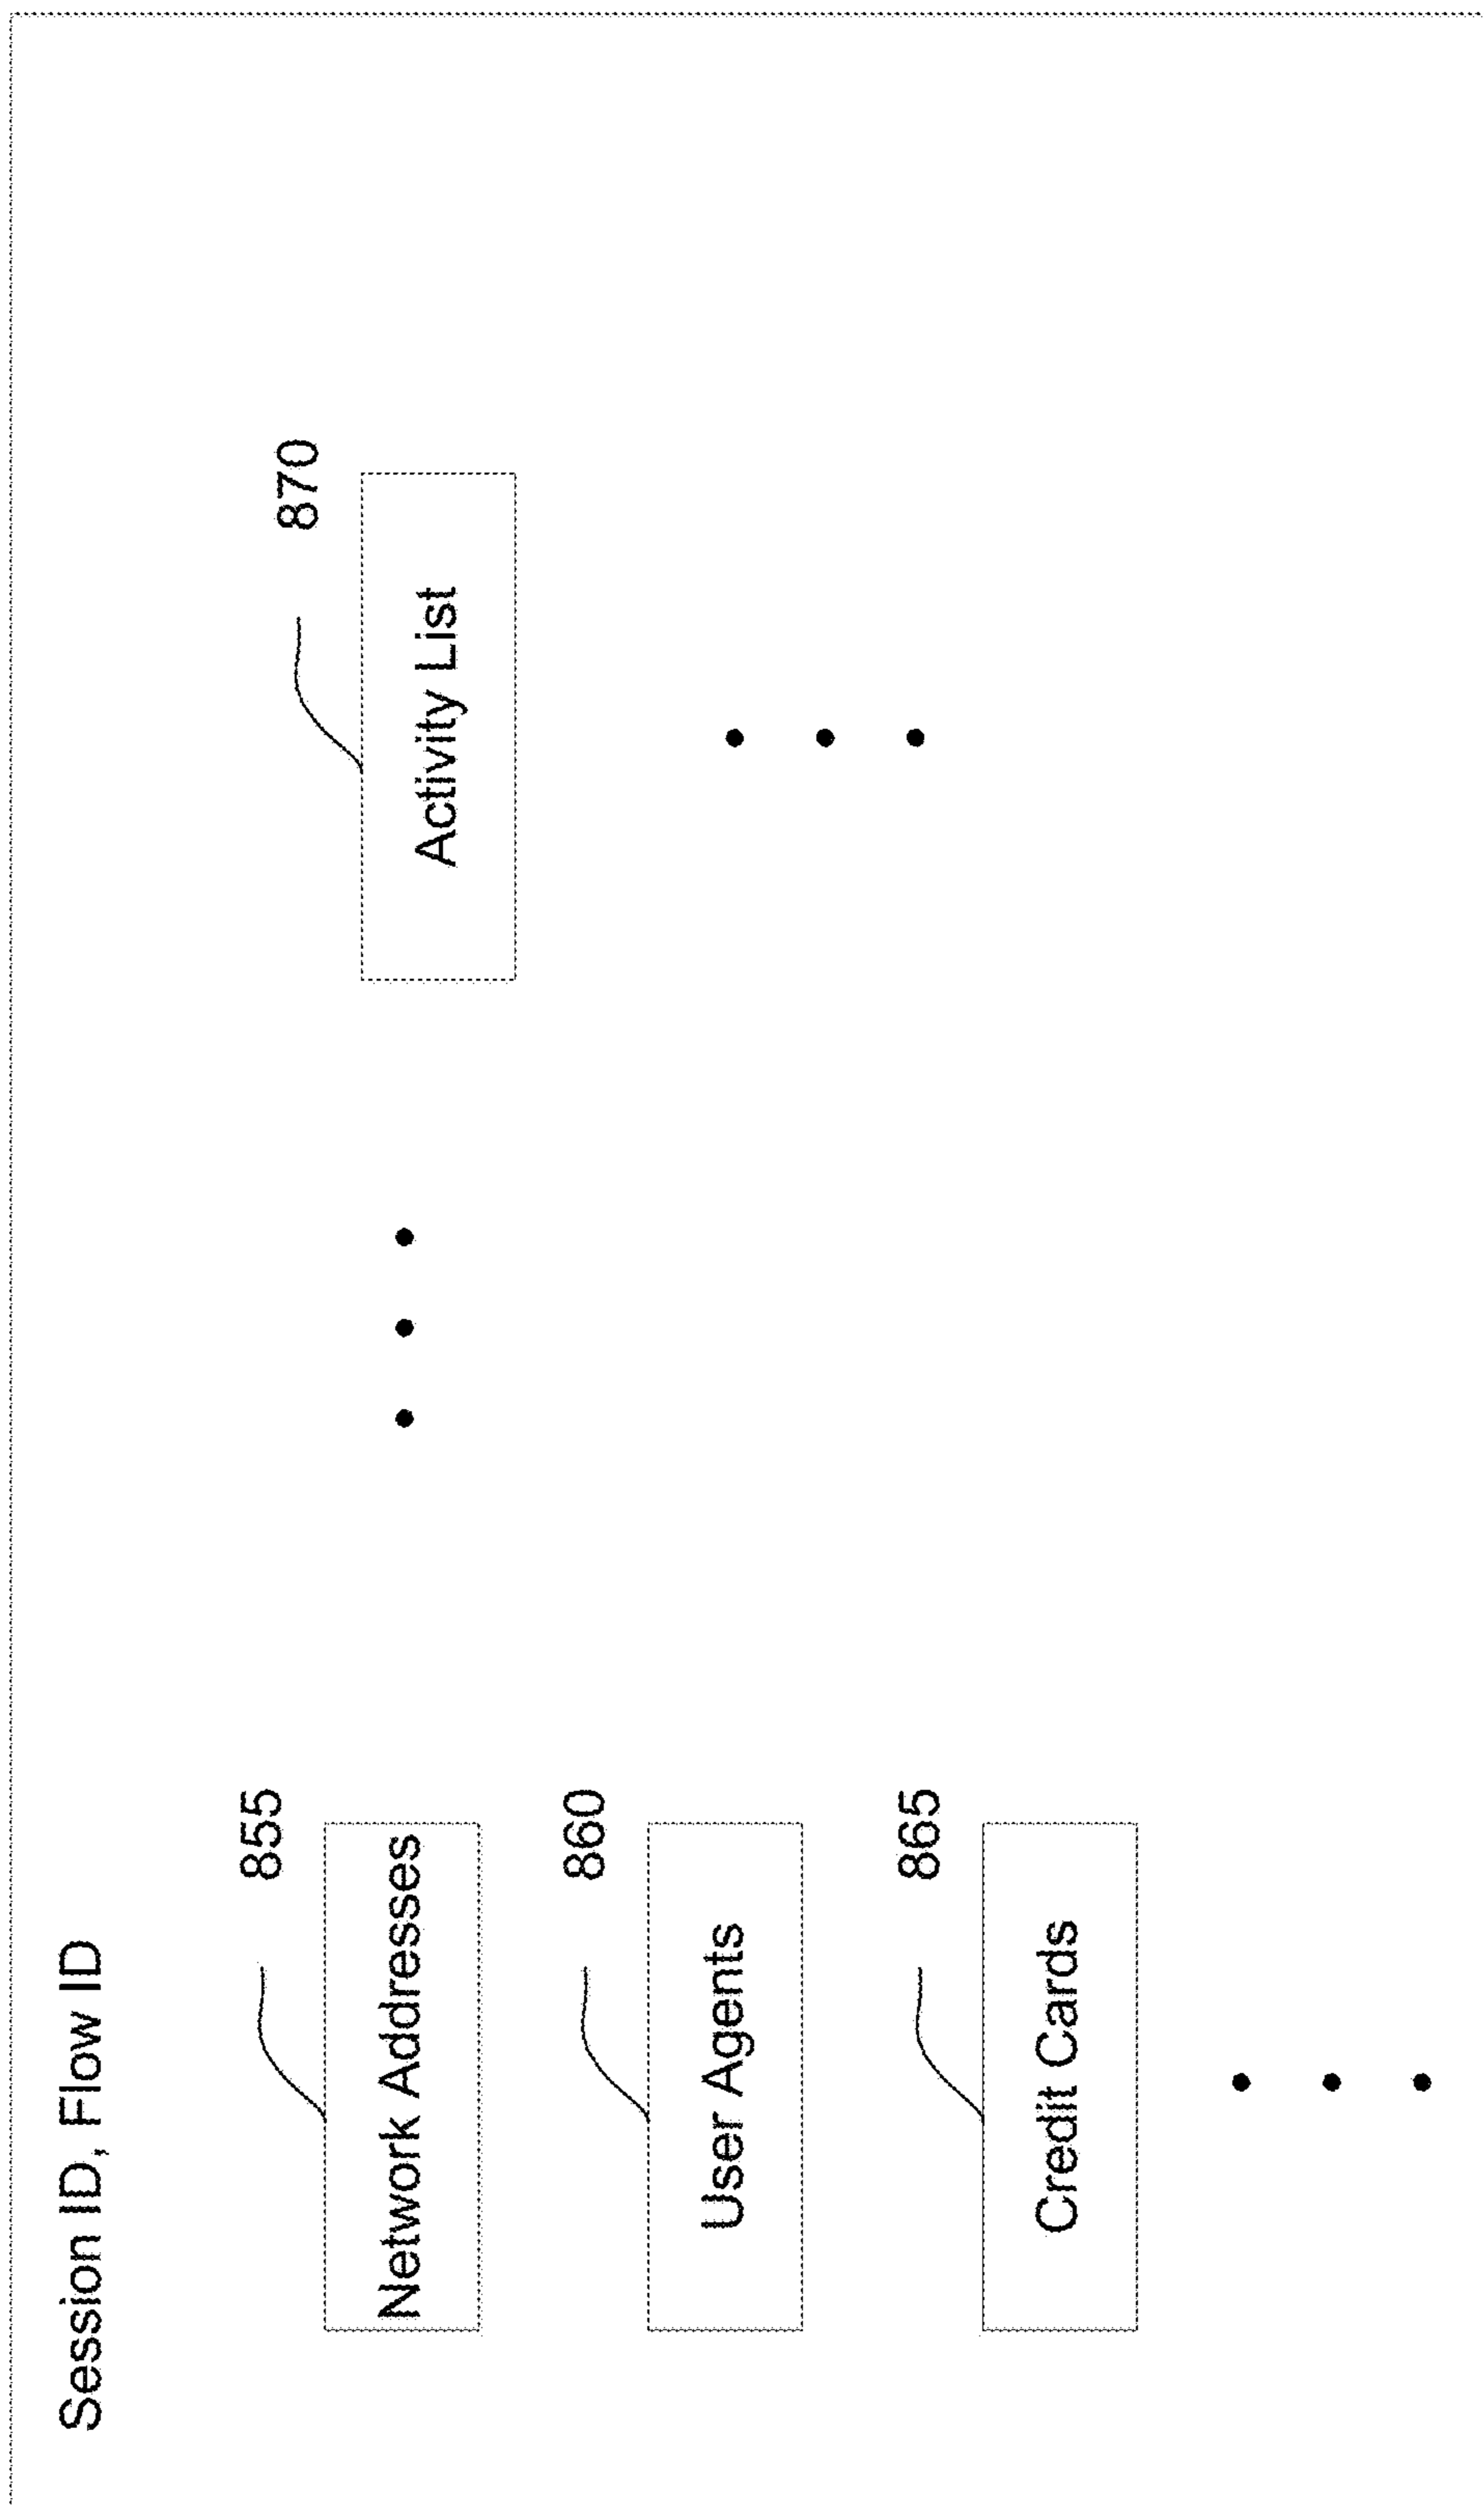 Session ID, Flow ID
855
Network Addresses
870
Activity List
860
User Agents
865
Credit Cards